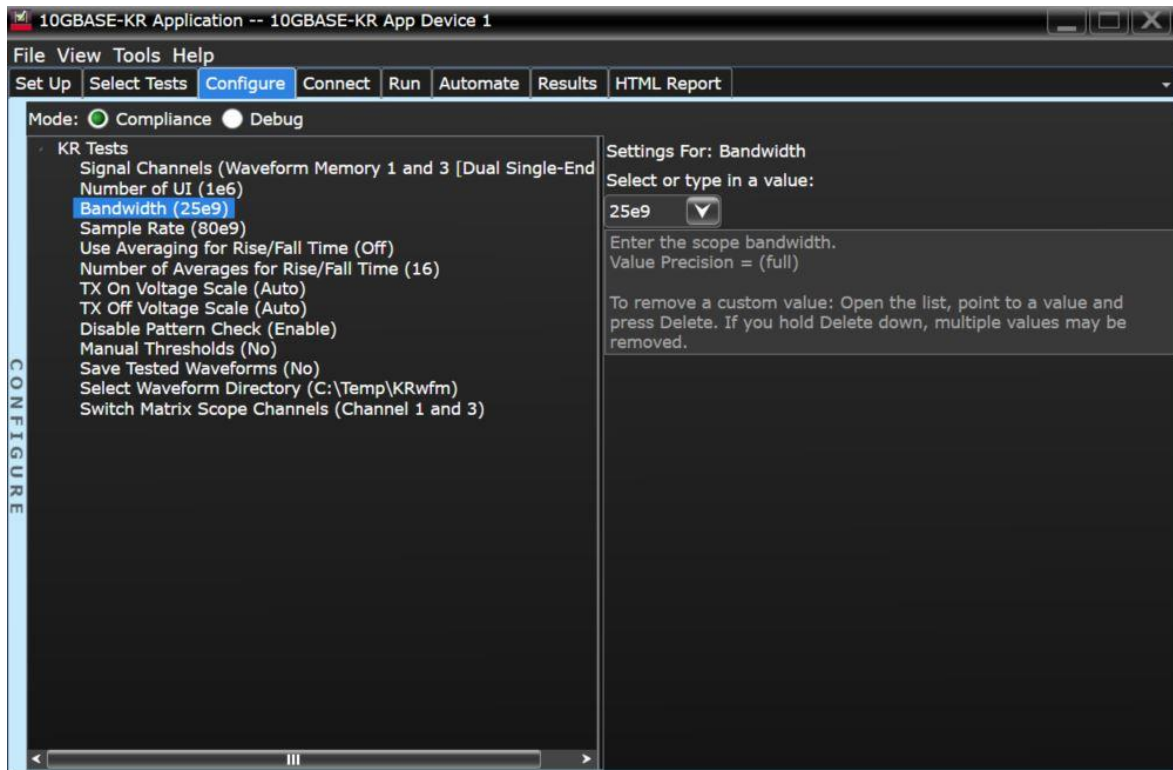 10GBASE-KR Application -- 10GBASE-KR App Device 1
File View Tools Help
Set Up Select Tests Configure Connect Run Automate Results HTML Report
Mode: Compliance Debug
KR Tests
Signal Channels (Waveform Memory 1 and 3 [Dual Single-End
Number of UI (1e6)
Bandwidth (25e9)
Sample Rate (80e9)
Use Averaging for Rise/Fall Time (Off)
Number of Averages for Rise/Fall Time (16)
TX On Voltage Scale (Auto)
TX Off Voltage Scale (Auto)
Disable Pattern Check (Enable)
Manual Thresholds (No)
Save Tested Waveforms (No)
Select Waveform Directory (C:\Temp\KRwfm)
Switch Matrix Scope Channels (Channel 1 and 3)
CONFIGURE
Settings For: Bandwidth
Select or type in a value:
25e9
Enter the scope bandwidth.
Value Precision = (full)
To remove a custom value: Open the list, point to a value and
press Delete. If you hold Delete down, multiple values may be
removed.